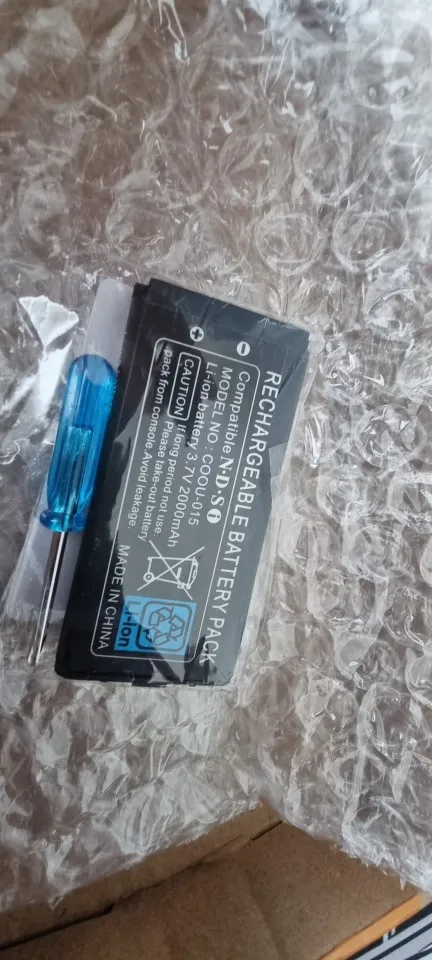 RECHARGEABLE BATTERY PACK
Compatible N·D·S i
MODEL NO.: COOU-015
Li-ion battery 3.7V 2000mAh
CAUTION If long period not use.
Please take-out battery
pack from console. Avoid leakage.
MADE IN CHINA
Li-ion